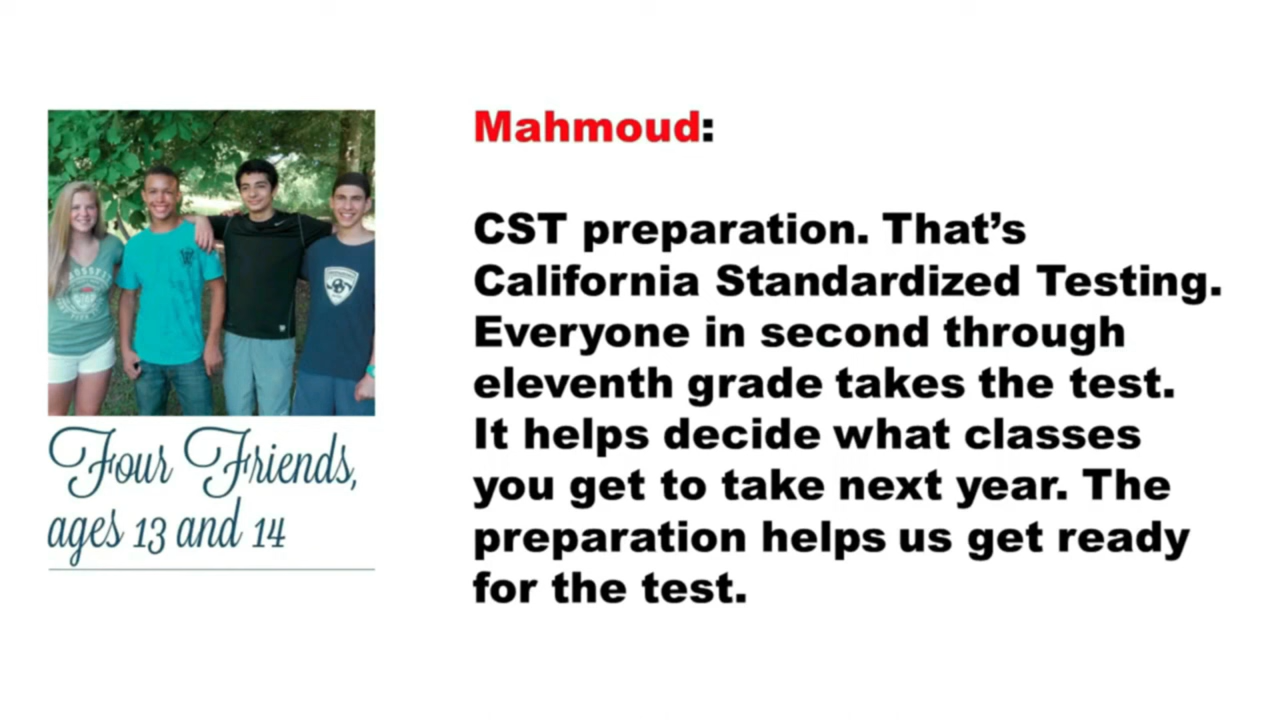 Mahmoud:
CST preparation. That’s
California Standardized Testing.
Everyone in second through
eleventh grade takes the test.
It helps decide what classes
you get to take next year. The
preparation helps us get ready
for the test.
Four Friends,
ages 13 and 14